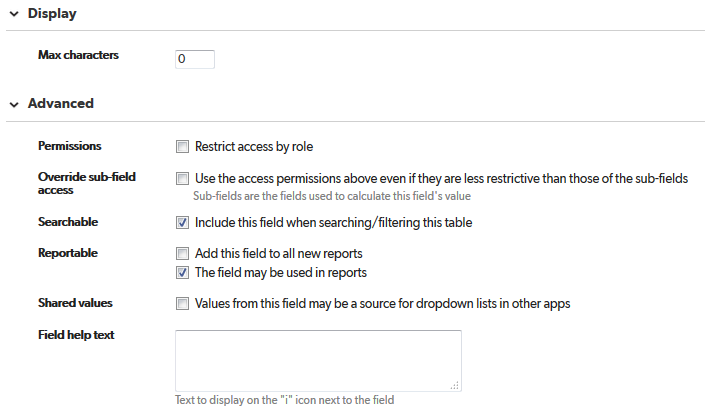 Display
Max characters 0
Advanced
Permissions Restrict access by role
Override sub-field access Use the access permissions above even if they are less restrictive than those of the sub-fields
Sub-fields are the fields used to calculate this field's value
Searchable Include this field when searching/filtering this table
Reportable Add this field to all new reports
The field may be used in reports
Shared values Values from this field may be a source for dropdown lists in other apps
Field help text
Text to display on the "i" icon next to the field